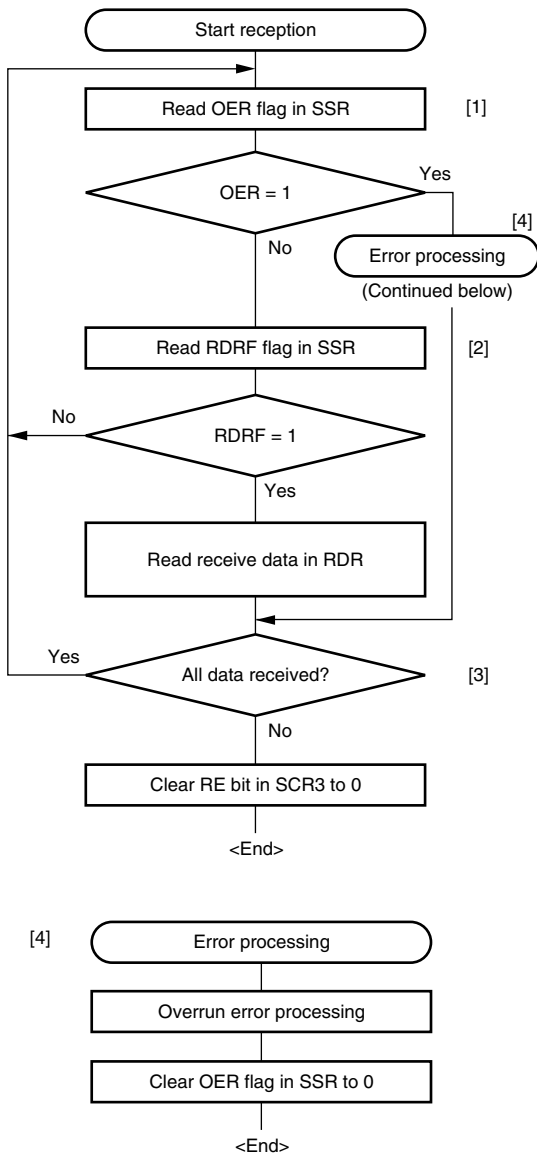 Start reception
Read OER flag in SSR
[1]
OER = 1
Yes
[4]
No
Error processing
(Continued below)
Read RDRF flag in SSR
[2]
No
RDRF = 1
Yes
Read receive data in RDR
Yes
All data received?
[3]
No
Clear RE bit in SCR3 to 0
<End>
[4]
Error processing
Overrun error processing
Clear OER flag in SSR to 0
<End>